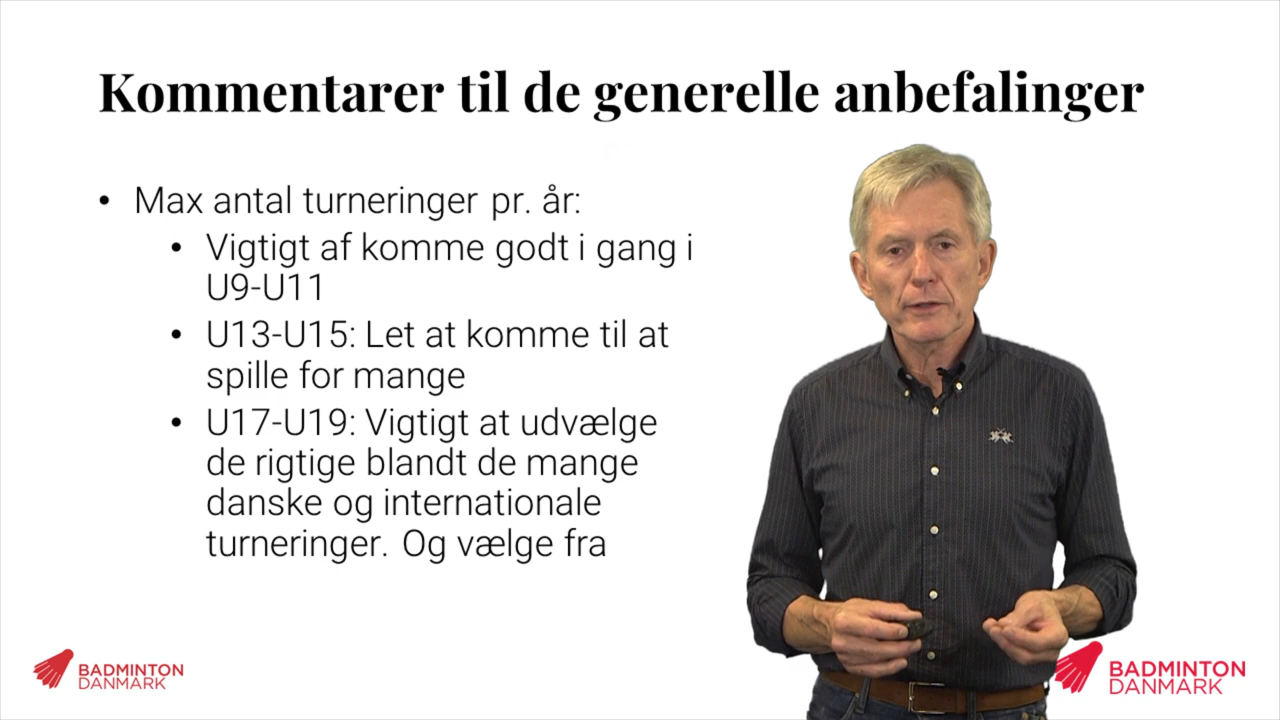 Kommentarer til de generelle anbefalinger
• Max antal turneringer pr. år:
• Vigtigt af komme godt i gang i
U9-U11
• U13-U15: Let at komme til at
spille for mange
• U17-U19: Vigtigt at udvælge
de rigtige blandt de mange
danske og internationale
turneringer. Og vælge fra
BADMINTON
DANMARK
BADMINTON
DANMARK